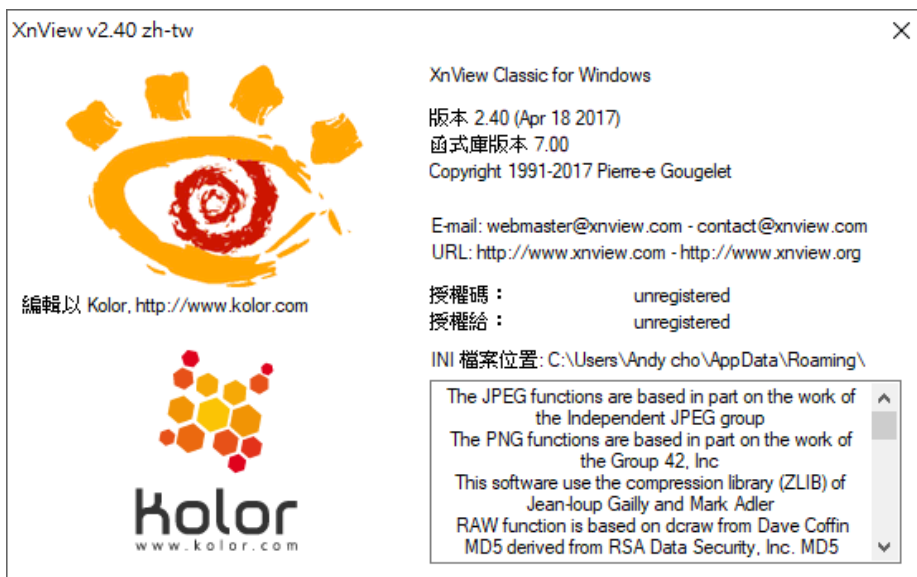 XnView v2.40 zh-tw
XnView Classic for Windows
版本 2.40 (Apr 18 2017)
函式庫版本 7.00
Copyright 1991-2017 Pierre-e Gougelet
E-mail: webmaster@xnview.com - contact@xnview.com
URL: http://www.xnview.com - http://www.xnview.org
編輯以 Kolor, http://www.kolor.com
授權碼： unregistered
授權給： unregistered
INI 檔案位置: C:\Users\Andy cho\AppData\Roaming\
The JPEG functions are based in part on the work of
the Independent JPEG group
The PNG functions are based in part on the work of
the Group 42, Inc
This software use the compression library (ZLIB) of
Jean-loup Gailly and Mark Adler
RAW function is based on dcraw from Dave Coffin
MD5 derived from RSA Data Security, Inc. MD5
kolor
www.kolor.com